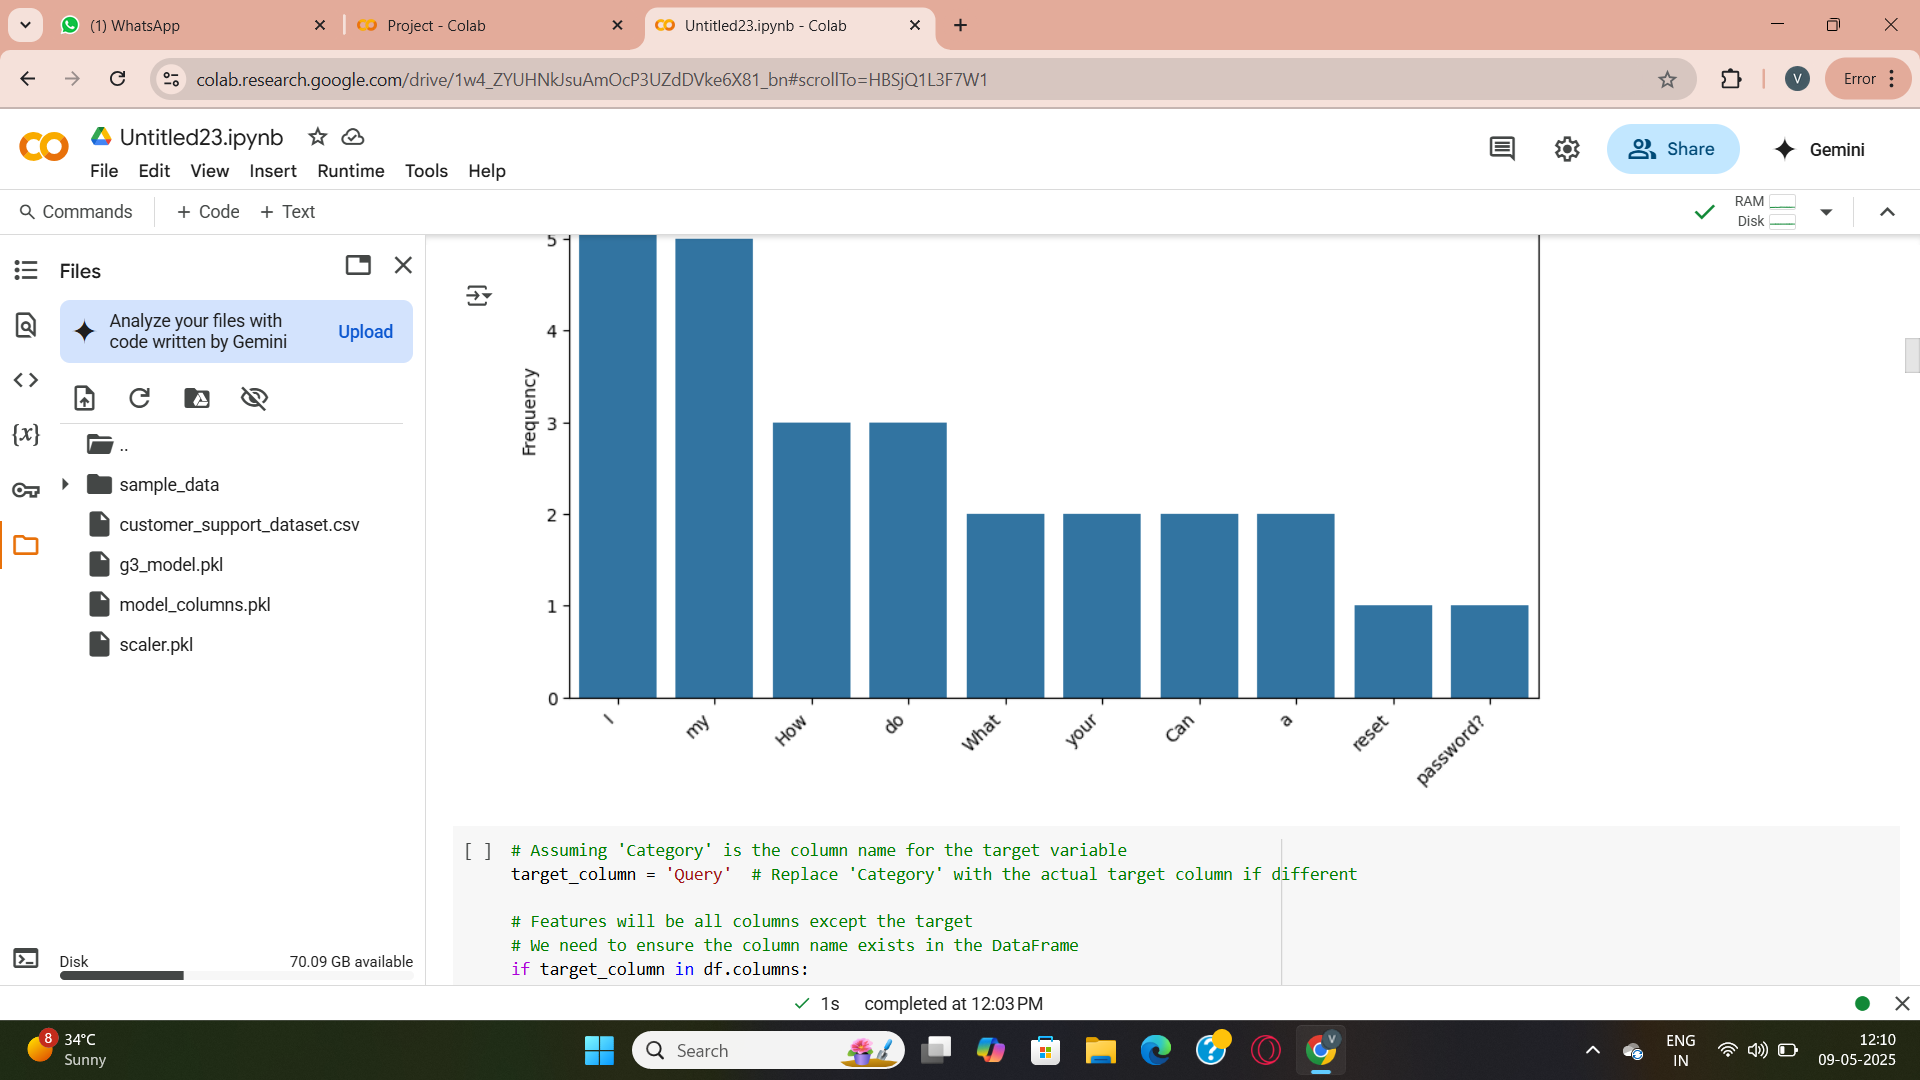 (1) WhatsApp
Project - Colab
Untitled23.ipynb - Colab
colab.research.google.com/drive/1w4_ZYUHNkJsuAmOcP3UZdDVke6X81_bn#scrollTo=HBSjQ1L3F7W1
V
Error
Untitled23.ipynb
File Edit View Insert Runtime Tools Help
Share
Gemini
Commands
+ Code + Text
RAM
Disk
Files
Analyze your files with
code written by Gemini
Upload
..
sample_data
customer_support_dataset.csv
g3_model.pkl
model_columns.pkl
scaler.pkl
Disk
70.09 GB available
{x}
Frequency
5
4
3
2
1
0
I
my
How
do
What
your
Can
a
reset
password?
[ ]
# Assuming 'Category' is the column name for the target variable
target_column = 'Query'  # Replace 'Category' with the actual target column if different
# Features will be all columns except the target
# We need to ensure the column name exists in the DataFrame
if target_column in df.columns:
1s completed at 12:03 PM
8
34°C
Sunny
Search
V
ENG
IN
12:10
09-05-2025